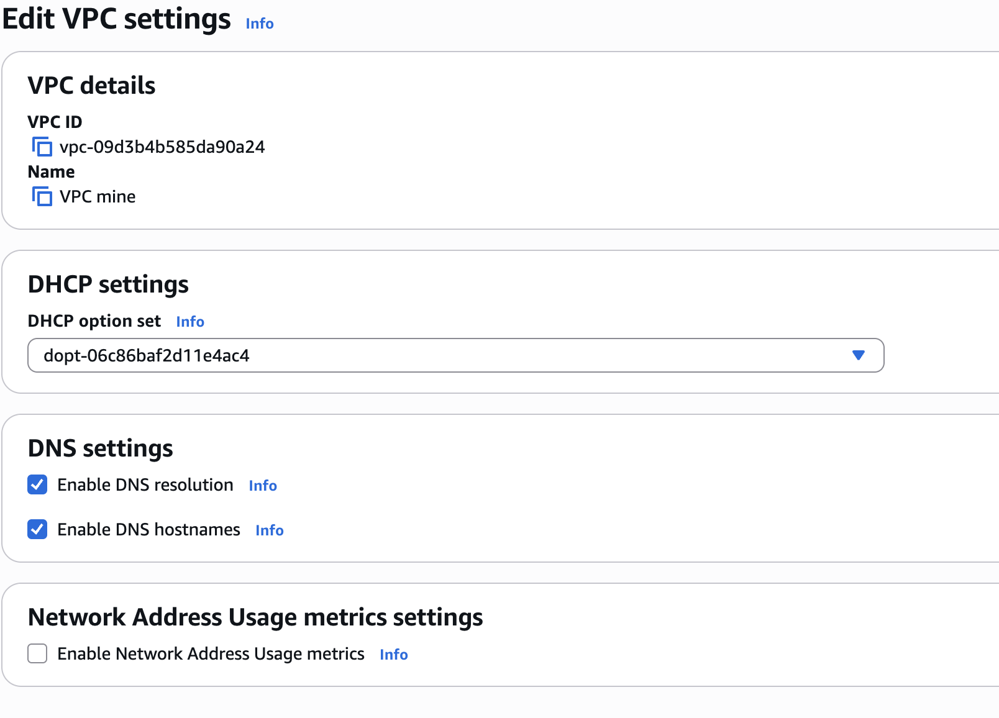 Edit VPC settings Info
VPC details
VPC ID
vpc-09d3b4b585da90a24
Name
VPC mine
DHCP settings
DHCP option set Info
dopt-06c86baf2d11e4ac4
DNS settings
Enable DNS resolution Info
Enable DNS hostnames Info
Network Address Usage metrics settings
Enable Network Address Usage metrics Info